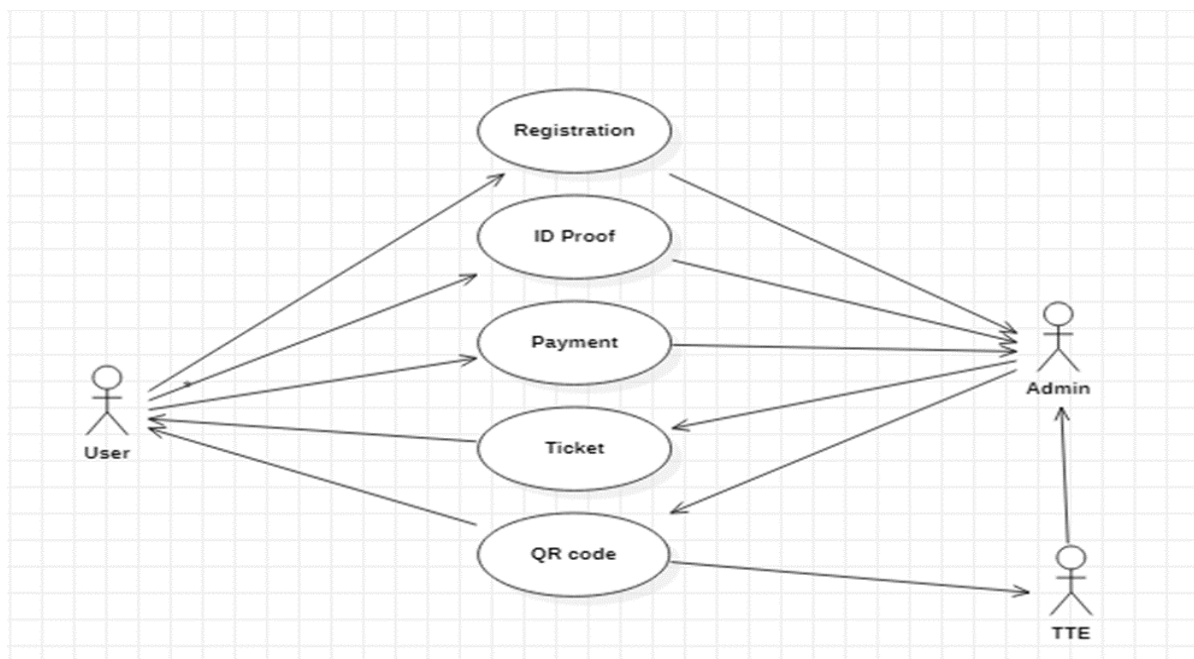 Registration
ID Proof
Payment
Admin
Ticket
User
QR code
TTE